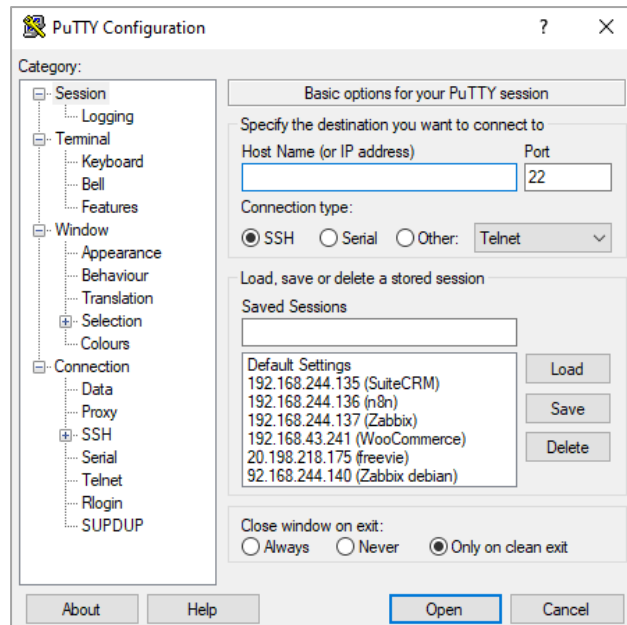 PuTTY Configuration
?
Category:
Session
Logging
Terminal
Keyboard
Bell
Features
Window
Appearance
Behaviour
Translation
Selection
Colours
Connection
Data
Proxy
SSH
Serial
Telnet
Rlogin
SUPDUP
Basic options for your PuTTY session
Specify the destination you want to connect to
Host Name (or IP address) Port
22
Connection type:
SSH Serial Other: Telnet
Load, save or delete a stored session
Saved Sessions
Default Settings
192.168.244.135 (SuiteCRM)
192.168.244.136 (n8n)
192.168.244.137 (Zabbix)
192.168.43.241 (WooCommerce)
20.198.218.175 (freevie)
92.168.244.140 (Zabbix debian)
Load
Save
Delete
Close window on exit:
Always Never Only on clean exit
About Help Open Cancel